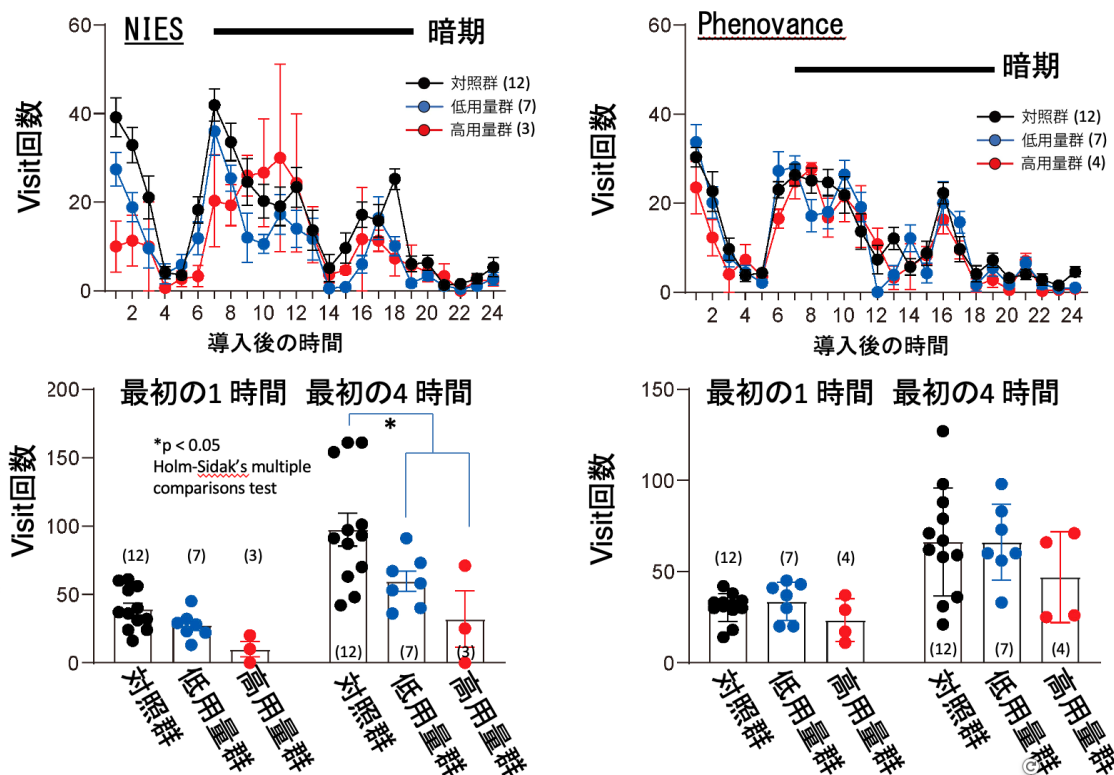 NIES
暗期
対照群 (12)
低用量群 (7)
高用量群 (3)
60
40
20
0
Visit回数
2 4 6 8 10 12 14 16 18 20 22 24
導入後の時間
Phenovance
暗期
対照群 (12)
低用量群 (7)
高用量群 (4)
60
40
20
0
Visit回数
2 4 6 8 10 12 14 16 18 20 22 24
導入後の時間
最初の1 時間
最初の4 時間
*p < 0.05
Holm-Sidak's multiple
comparisons test
*
200
150
100
50
0
Visit回数
(12) (7) (3)
(12) (7) (3)
対照群
低用量群
高用量群
対照群
低用量群
高用量群
最初の1 時間
最初の4 時間
150
100
50
0
Visit回数
(12) (7) (4)
(12) (7) (4)
対照群
低用量群
高用量群
対照群
低用量群
高用量群
©